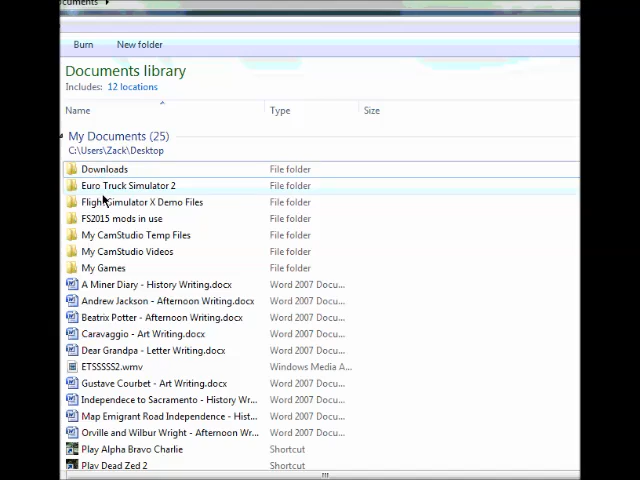 ocuments
Burn New folder
Documents library
Includes: 12 locations
Name Type Size
My Documents (25)
C:\Users\Zack\Desktop
Downloads File folder
Euro Truck Simulator 2 File folder
Flight Simulator X Demo Files File folder
FS2015 mods in use File folder
My CamStudio Temp Files File folder
My CamStudio Videos File folder
My Games File folder
A Miner Diary - History Writing.docx Word 2007 Docu...
Andrew Jackson - Afternoon Writing.docx Word 2007 Docu...
Beatrix Potter - Afternoon Writing.docx Word 2007 Docu...
Caravaggio - Art Writing.docx Word 2007 Docu...
Dear Grandpa - Letter Writing.docx Word 2007 Docu...
ETSSSSS2.wmv Windows Media A...
Gustave Courbet - Art Writing.docx Word 2007 Docu...
Independece to Sacramento - History Wr... Word 2007 Docu...
Map Emigrant Road Independence - Hist... Word 2007 Docu...
Orville and Wilbur Wright - Afternoon Wr... Word 2007 Docu...
Play Alpha Bravo Charlie Shortcut
Play Dead Zed 2 Shortcut